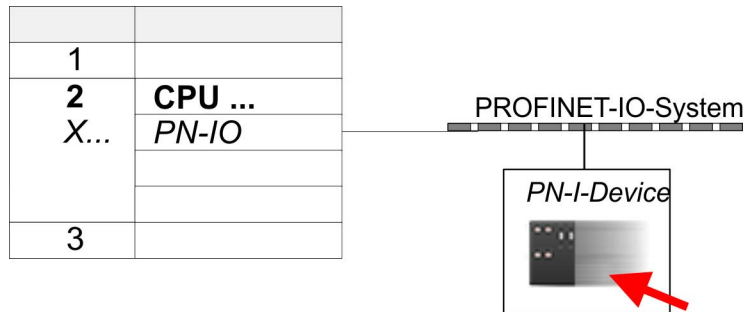 1
2 CPU ...
X... PN-IO
3
PROFINET-IO-System
PN-I-Device